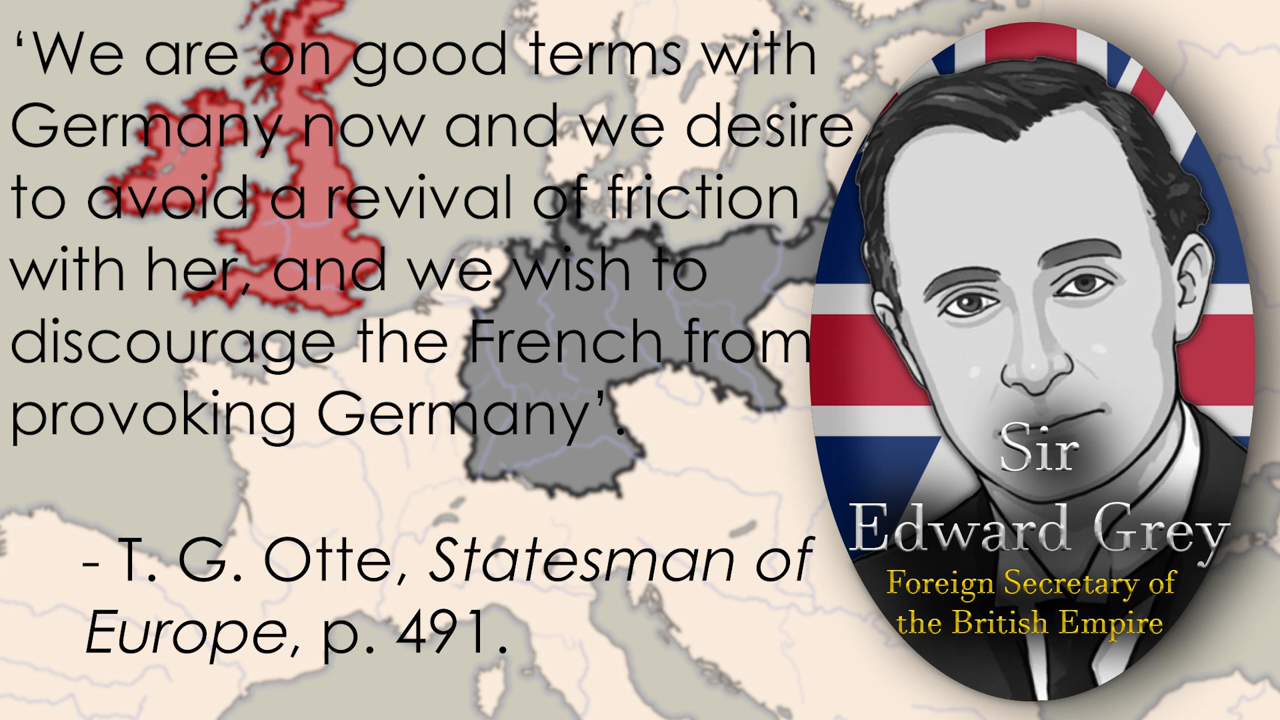 ‘We are on good terms with
Germany now and we desire
to avoid a revival of friction
with her, and we wish to
discourage the French from
provoking Germany’.
- T. G. Otte, Statesman of
Europe, p. 491.
Sir
Edward Grey
Foreign Secretary of
the British Empire